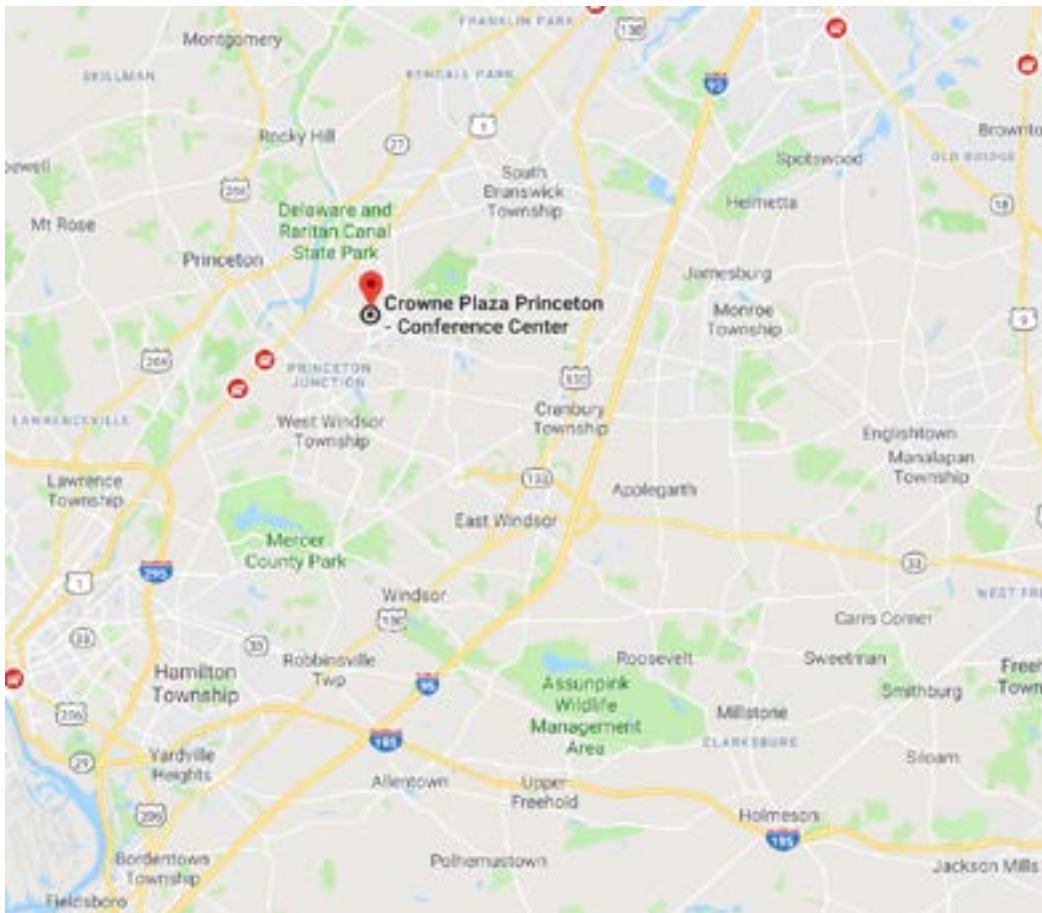 FRANKLIN PARK
130
Montgomery
SKILLMAN
KENDALL PARK
95
Rocky Hill
27
1
Spotswood
OLD BRIDGE
South
Brunswick
Township
Helmetta
206
18
Mt Rose
Delaware and
Raritan Canal
State Park
Princeton
Jamesburg
Crowne Plaza Princeton
- Conference Center
Monroe
Township
9
206
PRINCETON
JUNCTION
130
LAWRENCEVILLE
West Windsor
Township
Cranbury
Township
Englishtown
Manalapan
Township
Lawrence
Township
133
Applegarth
East Windsor
Mercer
County Park
33
295
1
Windsor
130
Carrs Corner
33
33
Robbinsville
Twp
Roosevelt
Sweetman
Hamilton
Township
95
Assunpink
Wildlife
Management
Area
Smithburg
206
Millstone
195
CLARKSBURG
29
Yardville
Heights
Siloam
Allentown
Upper
Freehold
206
Holmeson
195
Bordentown
Township
Polhemustown
Jackson Mills
Fieldsboro